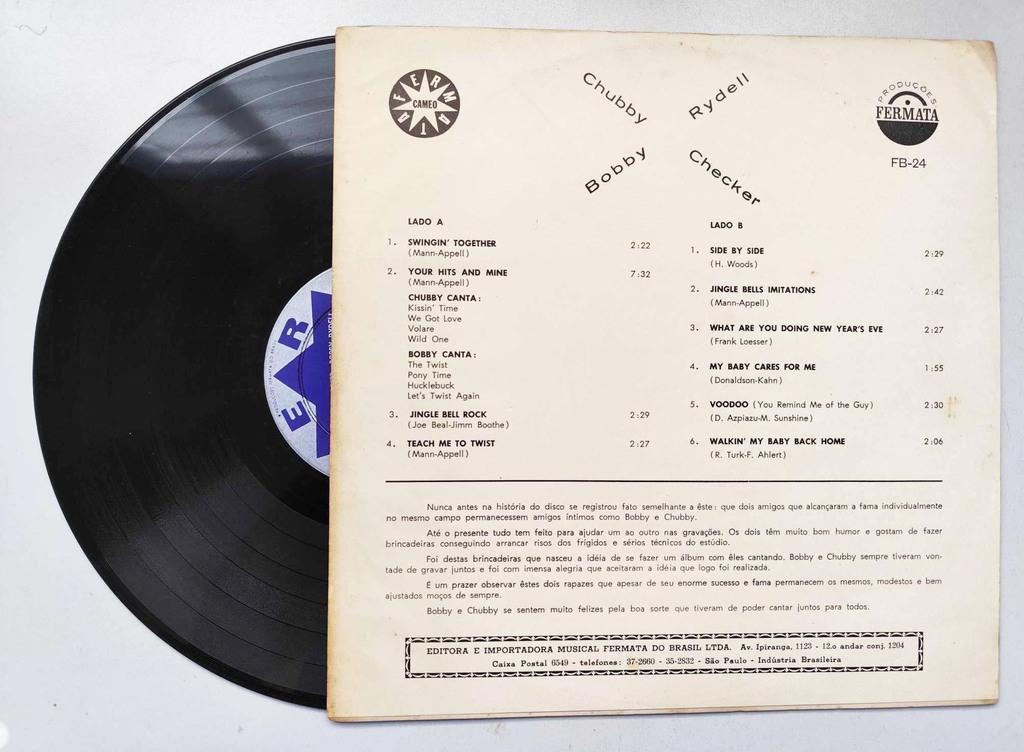 FERMATA
CAMEO
Chubby Rydell
Bobby Checker
PRODUÇÕES
FERMATA
FB-24
LADO A
1. SWINGIN' TOGETHER 2:22
(Mann-Appell)
2. YOUR HITS AND MINE 7:32
(Mann-Appell)
CHUBBY CANTA:
Kissin' Time
We Got Love
Volare
Wild One
BOBBY CANTA:
The Twist
Pony Time
Hucklebuck
Let's Twist Again
3. JINGLE BELL ROCK 2:29
(Joe Beal-Jimm Boothe)
4. TEACH ME TO TWIST 2:27
(Mann-Appell)
LADO B
1. SIDE BY SIDE 2:29
(H. Woods)
2. JINGLE BELLS IMITATIONS 2:42
(Mann-Appell)
3. WHAT ARE YOU DOING NEW YEAR'S EVE 2:27
(Frank Loesser)
4. MY BABY CARES FOR ME 1:55
(Donaldson-Kahn)
5. VOODOO (You Remind Me of the Guy) 2:30
(D. Azpiazu-M. Sunshine)
6. WALKIN' MY BABY BACK HOME 2:06
(R. Turk-F. Ahlert)
Nunca antes na história do disco se registrou fato semelhante a êste: que dois amigos que alcançaram a fama individualmente
no mesmo campo permanecessem amigos íntimos como Bobby e Chubby.
Até o presente tudo tem feito para ajudar um ao outro nas gravações. Os dois têm muito bom humor e gostam de fazer
brincadeiras conseguindo arrancar risos dos frígidos e sérios técnicos do estúdio.
Foi destas brincadeiras que nasceu a idéia de se fazer um álbum com êles cantando. Bobby e Chubby sempre tiveram von-
tade de gravar juntos e foi com imensa alegria que aceitaram a idéia que logo foi realizada.
É um prazer observar êstes dois rapazes que apesar de seu enorme sucesso e fama permanecem os mesmos, modestos e bem
ajustados moços de sempre.
Bobby e Chubby se sentem muito felizes pela boa sorte que tiveram de poder cantar juntos para todos.
EDITORA E IMPORTADORA MUSICAL FERMATA DO BRASIL LTDA. Av. Ipiranga, 1123 - 12.o andar conj. 1204
Caixa Postal 6549 - telefones: 37-2660 - 35-2832 - São Paulo - Indústria Brasileira
E R